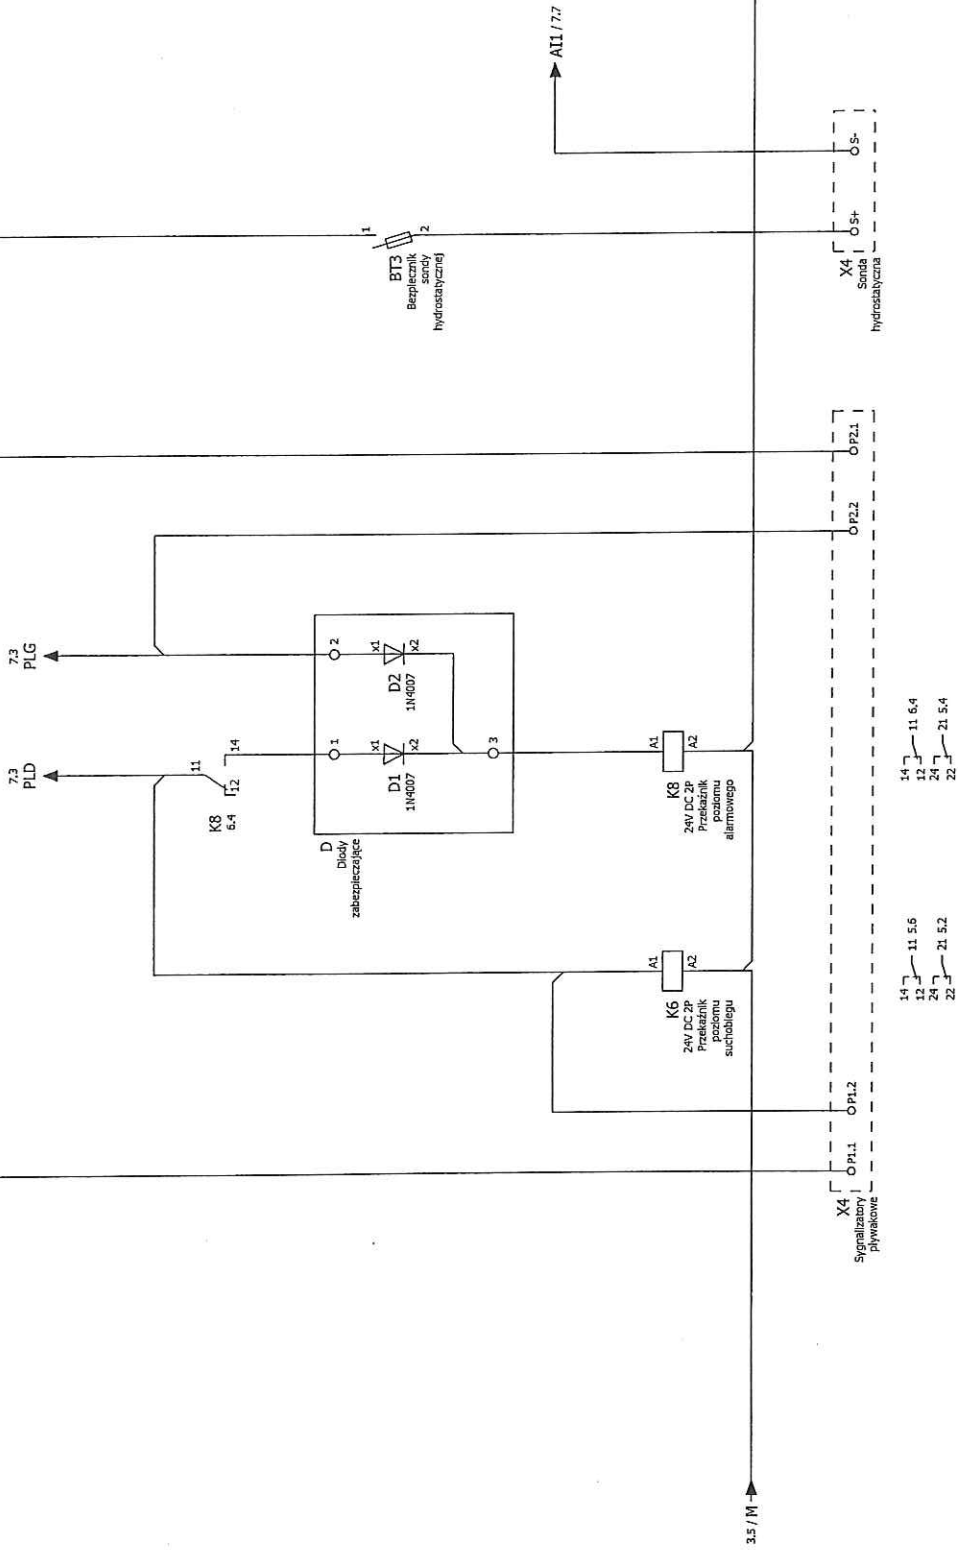 AI1 / 7.7
7.3
PLG
7.3
PLD
1
2
BT3
Bezpiecznik
sondy
hydrostatycznej
S-
S+
X4
Sonda
hydrostatyczna
11
14
12
K8
6.4
2
x1
x2
D2
1N4007
1
x1
x2
D1
1N4007
3
D
Diody
zabezpieczające
A1
A2
K8
24V DC 2P
Przekaźnik
poziomu
alarmowego
A1
A2
K6
24V DC 2P
Przekaźnik
poziomu
suchobiegu
P2.1
P2.2
P1.2
P1.1
X4
Sygnalizatory
pływakowe
14
12
11 6.4
24
22
21 5.4
14
12
11 5.6
24
22
21 5.2
3.5 / M